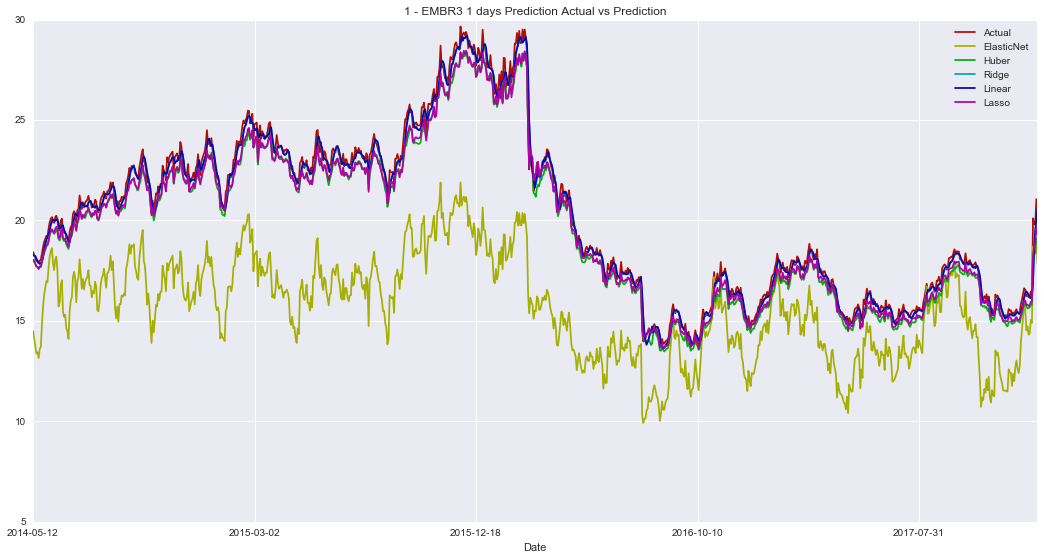 1 - EMBR3 1 days Prediction Actual vs Prediction
30
25
20
15
10
5
Actual
ElasticNet
Huber
Ridge
Linear
Lasso
2014-05-12
2015-03-02
2015-12-18
2016-10-10
2017-07-31
Date